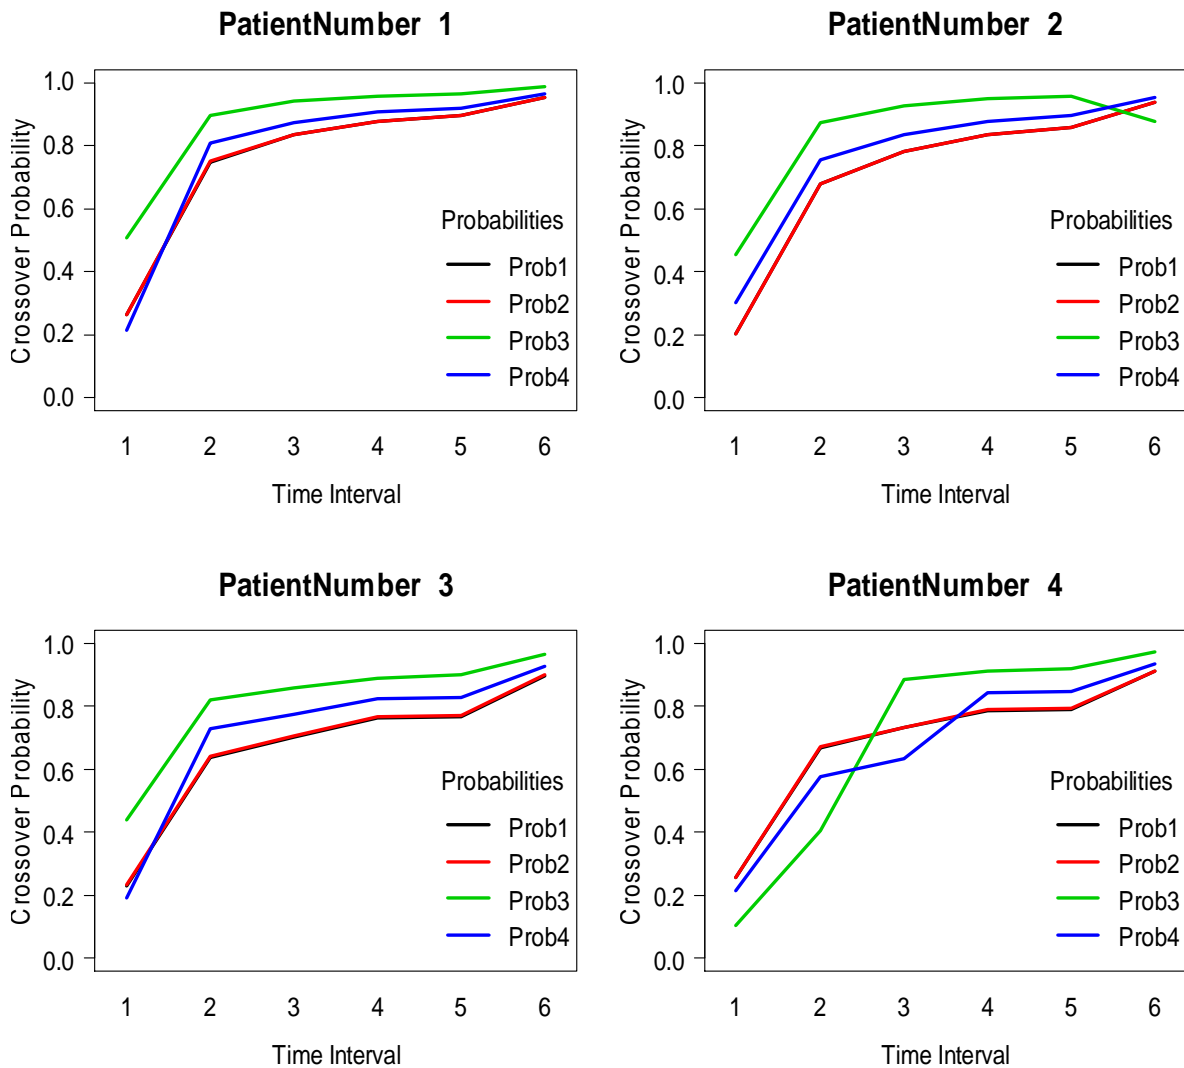 PatientNumber 1
Crossover Probability
1.0
0.8
0.6
0.4
0.2
0.0
Probabilities
Prob1
Prob2
Prob3
Prob4
1 2 3 4 5 6
Time Interval
PatientNumber 2
Crossover Probability
1.0
0.8
0.6
0.4
0.2
0.0
Probabilities
Prob1
Prob2
Prob3
Prob4
1 2 3 4 5 6
Time Interval
PatientNumber 3
Crossover Probability
1.0
0.8
0.6
0.4
0.2
0.0
Probabilities
Prob1
Prob2
Prob3
Prob4
1 2 3 4 5 6
Time Interval
PatientNumber 4
Crossover Probability
1.0
0.8
0.6
0.4
0.2
0.0
Probabilities
Prob1
Prob2
Prob3
Prob4
1 2 3 4 5 6
Time Interval